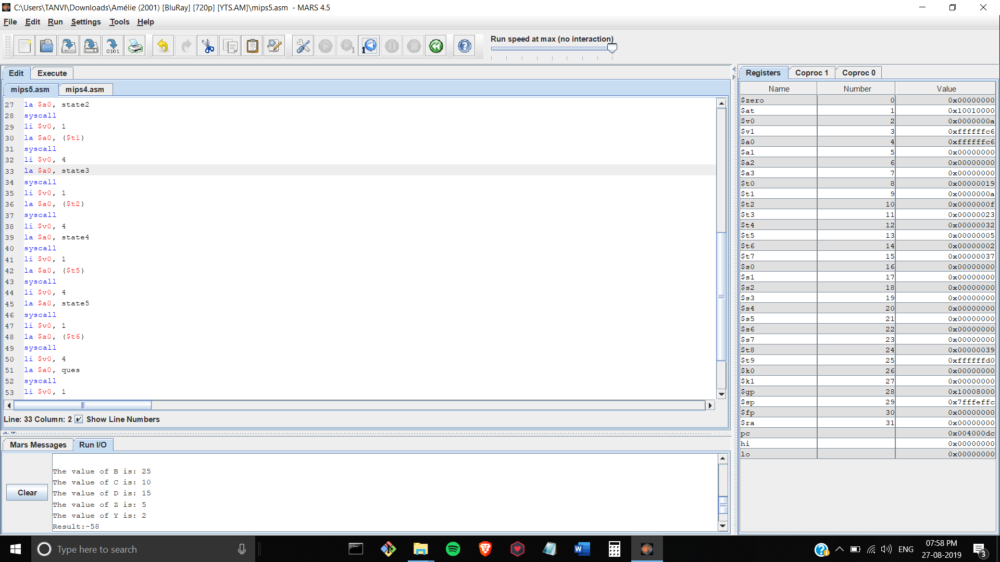 C:\Users\TANVI\Downloads\Amélie (2001) [BluRay] [720p] [YTS.AM]\mips5.asm - MARS 4.5
File Edit Run Settings Tools Help
0101
1
1
Run speed at max (no interaction)
Edit Execute
mips5.asm mips4.asm
27 la $a0, state2
28 syscall
29 li $v0, 1
30 la $a0, ($t1)
31 syscall
32 li $v0, 4
33 la $a0, state3
34 syscall
35 li $v0, 1
36 la $a0, ($t2)
37 syscall
38 li $v0, 4
39 la $a0, state4
40 syscall
41 li $v0, 1
42 la $a0, ($t5)
43 syscall
44 li $v0, 4
45 la $a0, state5
46 syscall
47 li $v0, 1
48 la $a0, ($t6)
49 syscall
50 li $v0, 4
51 la $a0, ques
52 syscall
53 li $v0, 1
Line: 33 Column: 2 Show Line Numbers
Mars Messages Run I/O
Clear
The value of B is: 25
The value of C is: 10
The value of D is: 15
The value of Z is: 5
The value of Y is: 2
Result:-58
Registers Coproc 1 Coproc 0
Name Number Value
$zero 0 0x00000000
$at 1 0x10010000
$v0 2 0x0000000a
$v1 3 0xffffffc6
$a0 4 0xffffffc6
$a1 5 0x00000000
$a2 6 0x00000000
$a3 7 0x00000000
$t0 8 0x00000019
$t1 9 0x0000000a
$t2 10 0x0000000f
$t3 11 0x00000023
$t4 12 0x00000032
$t5 13 0x00000005
$t6 14 0x00000002
$t7 15 0x00000037
$s0 16 0x00000000
$s1 17 0x00000000
$s2 18 0x00000000
$s3 19 0x00000000
$s4 20 0x00000000
$s5 21 0x00000000
$s6 22 0x00000000
$s7 23 0x00000000
$t8 24 0x00000039
$t9 25 0xffffffd0
$k0 26 0x00000000
$k1 27 0x00000000
$gp 28 0x10008000
$sp 29 0x7fffeffc
$fp 30 0x00000000
$ra 31 0x00000000
pc 0x004000dc
hi 0x00000000
lo 0x00000000
Type here to search
ENG
07:58 PM
27-08-2019
3